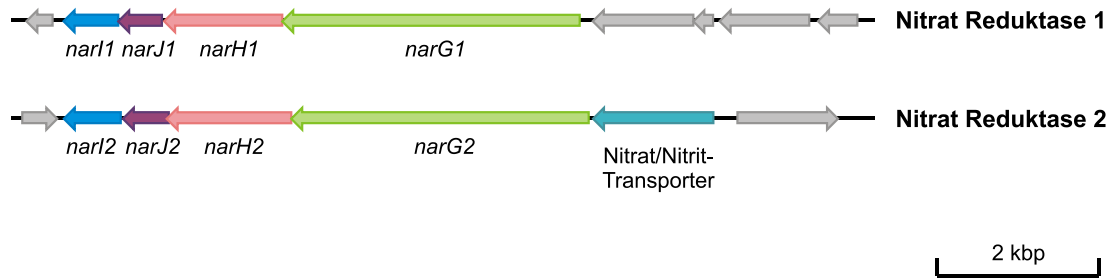 Nitrat Reduktase 1
narI1 narJ1 narH1 narG1
Nitrat Reduktase 2
narI2 narJ2 narH2 narG2
Nitrat/Nitrit-
Transporter
2 kbp